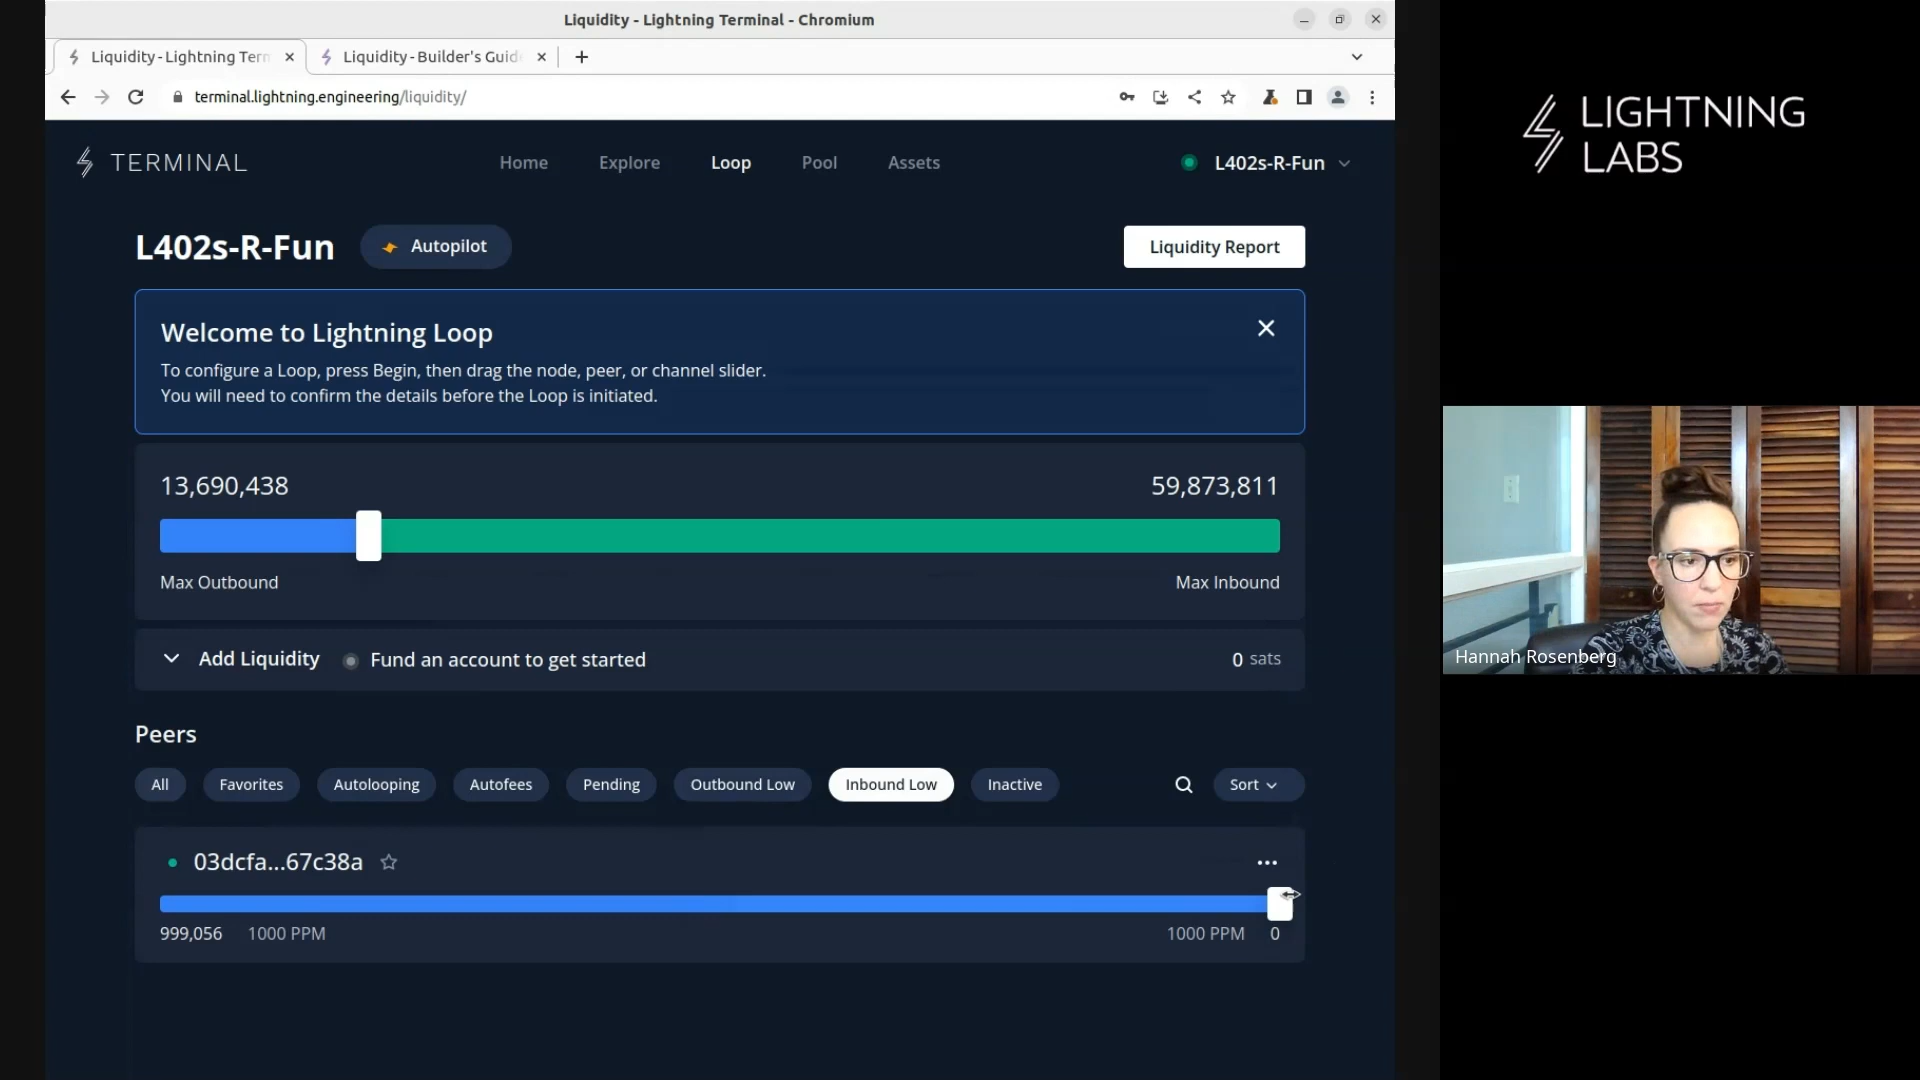 Liquidity - Lightning Terminal - Chromium
Liquidity - Lightning Tern
Liquidity - Builder's Guid
terminal.lightning.engineering/liquidity/
TERMINAL
Home
Explore
Loop
Pool
Assets
L402s-R-Fun
L402s-R-Fun
Autopilot
Liquidity Report
Welcome to Lightning Loop
To configure a Loop, press Begin, then drag the node, peer, or channel slider.
You will need to confirm the details before the Loop is initiated.
13,690,438
59,873,811
Max Outbound
Max Inbound
Add Liquidity
Fund an account to get started
0 sats
Peers
All
Favorites
Autolooping
Autofees
Pending
Outbound Low
Inbound Low
Inactive
Sort
03dcfa...67c38a
999,056
1000 PPM
1000 PPM
0
LIGHTNING
LABS
Hannah Rosenberg